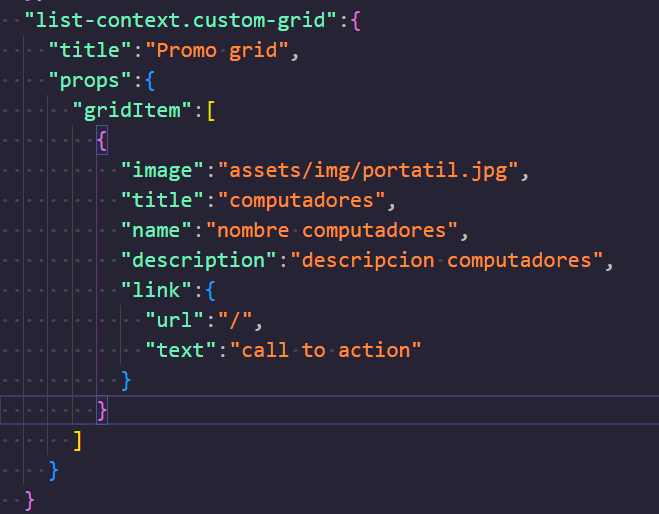 "list-context.custom-grid":{
"title":"Promo grid",
"props":{
"gridItem":[
{
"image":"assets/img/portatil.jpg",
"title":"computadores",
"name":"nombre computadores",
"description":"descripcion computadores",
"link":{
"url":"/",
"text":"call to action"
}
}
]
}
}